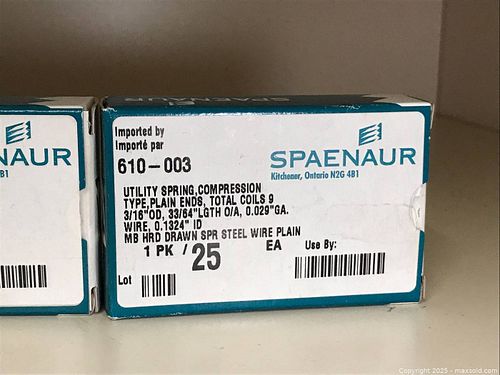 SPAENAUR
Imported by
Importé par
610-003
SPAENAUR
Kitchener, Ontario N2G 4B1
UTILITY SPRING,COMPRESSION
TYPE,PLAIN ENDS, TOTAL COILS 9
3/16"OD, 33/64"LGTH O/A, 0.029"GA.
WIRE, 0.1324" ID
MB HRD DRAWN SPR STEEL WIRE PLAIN
1 PK / 25 EA Use By:
Lot
NAUR
4B1
Copyright 2025 - maxsold.com